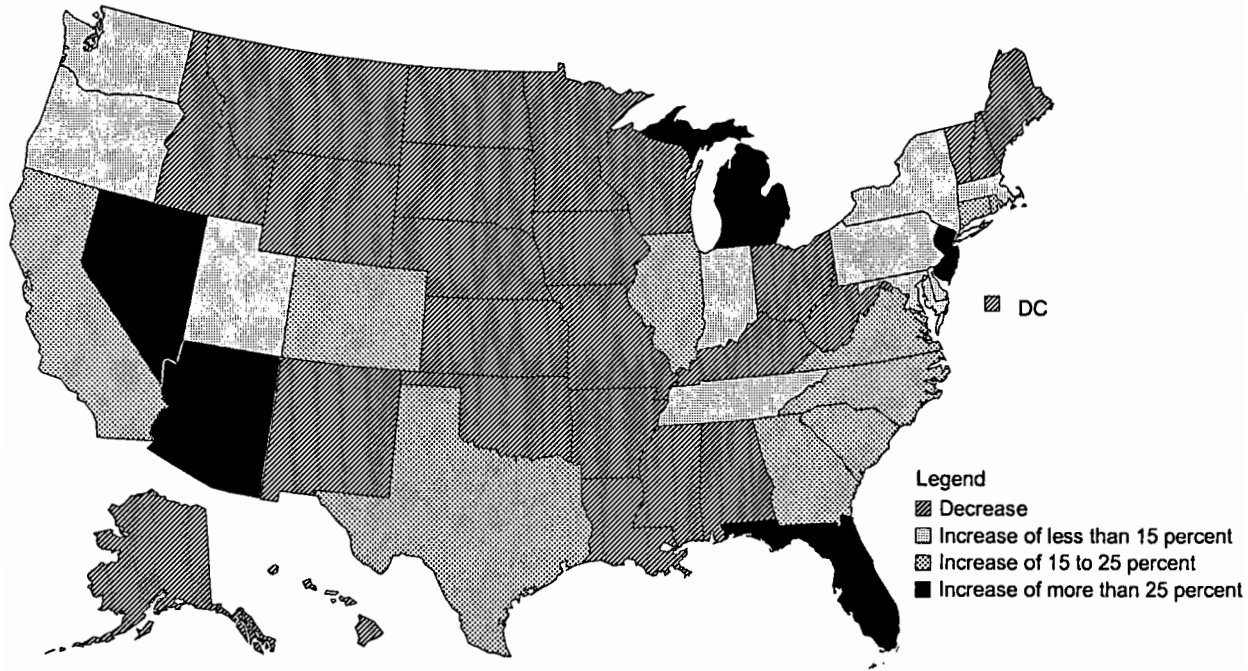 DC
Legend
Decrease
Increase of less than 15 percent
Increase of 15 to 25 percent
Increase of more than 25 percent